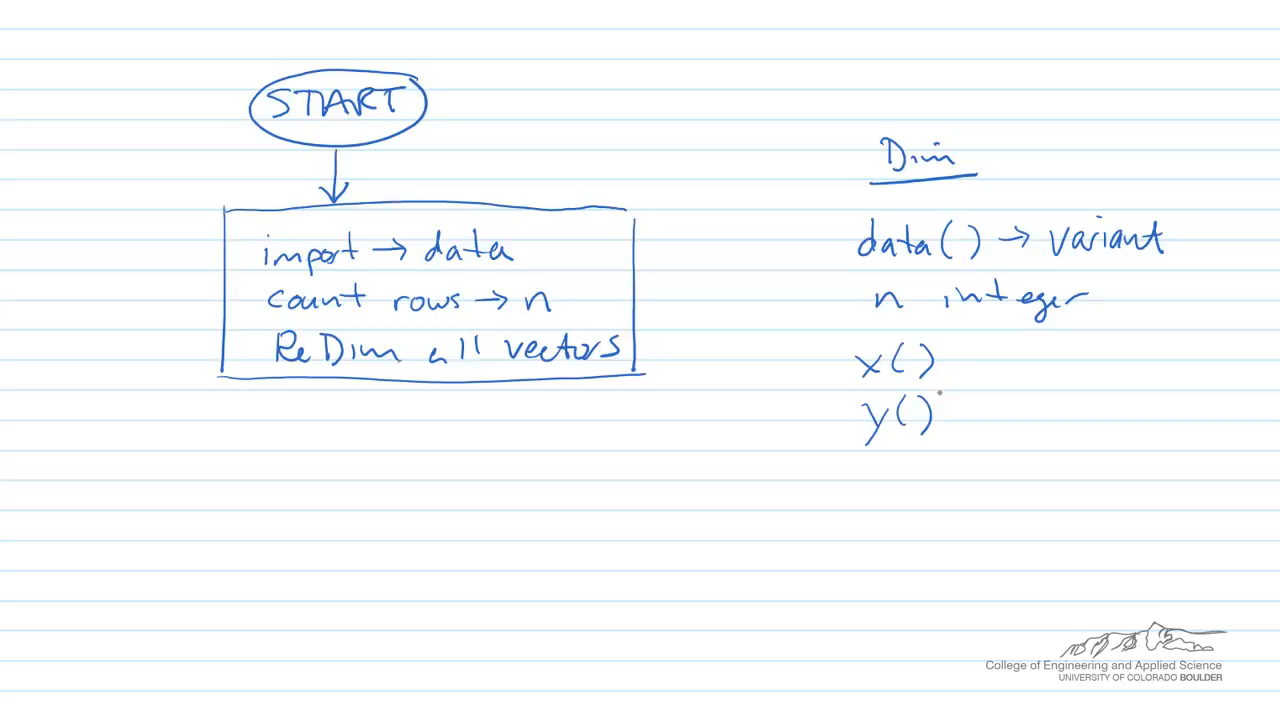 START
import → data
count rows → n
ReDim all vectors
Dim
data() → variant
n integer
x()
y()
College of Engineering and Applied Science
UNIVERSITY OF COLORADO BOULDER